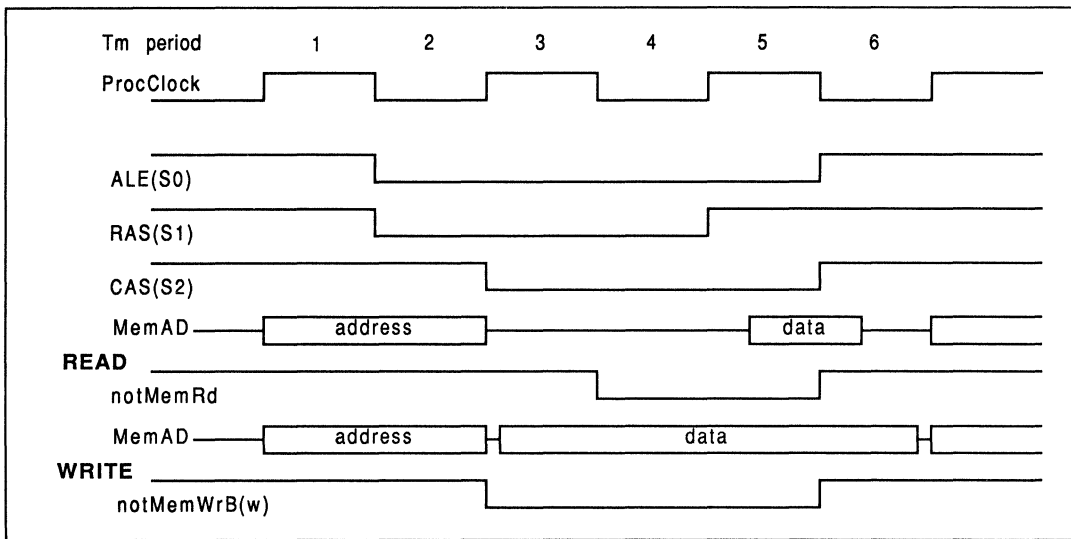 Tm period 1 2 3 4 5 6
ProcClock
ALE(S0)
RAS(S1)
CAS(S2)
MemAD address data
READ
notMemRd
MemAD address data
WRITE
notMemWrB(w)